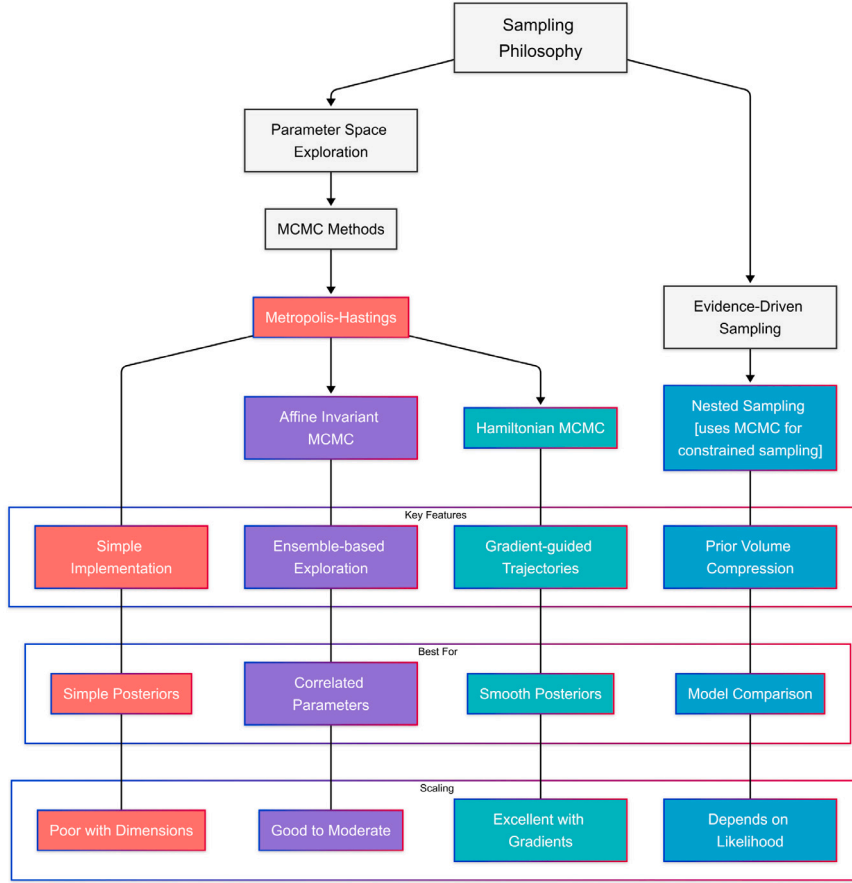 Sampling
Philosophy
Parameter Space
Exploration
MCMC Methods
Metropolis-Hastings
Evidence-Driven
Sampling
Affine Invariant
MCMC
Hamiltonian MCMC
Nested Sampling
[uses MCMC for
constrained sampling]
Key Features
Simple
Implementation
Ensemble-based
Exploration
Gradient-guided
Trajectories
Prior Volume
Compression
Best For
Simple Posteriors
Correlated
Parameters
Smooth Posteriors
Model Comparison
Scaling
Poor with Dimensions
Good to Moderate
Excellent with
Gradients
Depends on
Likelihood